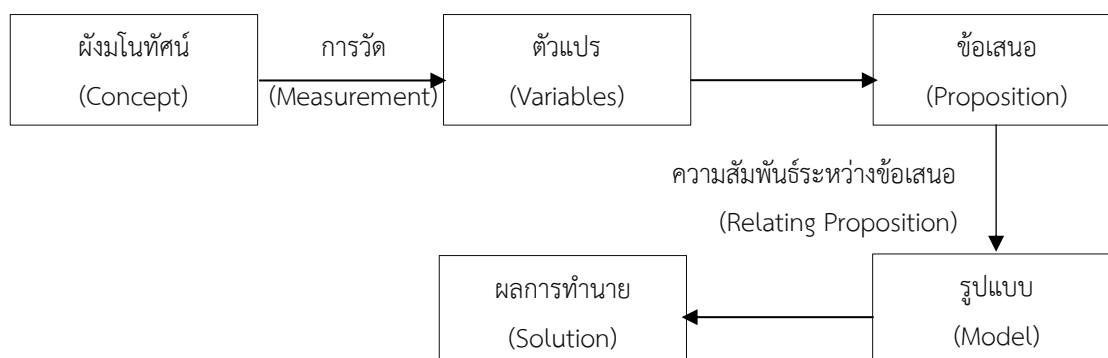 ผังมโนทัศน์
(Concept)
การวัด
(Measurement)
ตัวแปร
(Variables)
ข้อเสนอ
(Proposition)
ความสัมพันธ์ระหว่างข้อเสนอ
(Relating Proposition)
รูปแบบ
(Model)
ผลการทำนาย
(Solution)